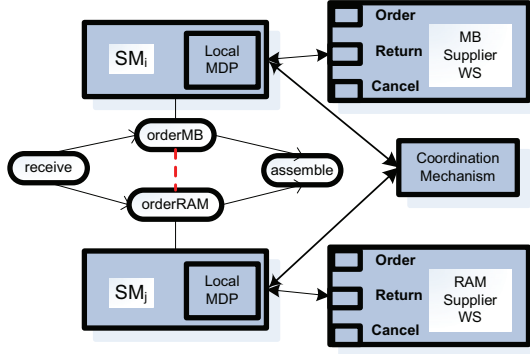 SMi
Local
MDP
Order
Return
Cancel
MB
Supplier
WS
orderMB
receive
assemble
orderRAM
Coordination
Mechanism
SMj
Local
MDP
Order
Return
Cancel
RAM
Supplier
WS